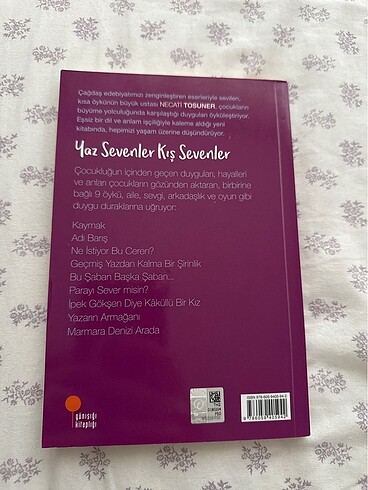 Çağdaş edebiyatımızı zenginleştiren eserleriyle sevilen,
kısa öykünün büyük ustası NECATİ TOSUNER, çocukların
büyüme yolculuğunda karşılaştığı duyguları öyküleştiriyor.
Eşsiz bir dil ve anlam işçiliğiyle kaleme aldığı yeni
kitabında, hepimizi yaşam üzerine düşündürüyor.
Yaz Sevenler Kış Sevenler
Çocukluğun içinden geçen duyguları, hayalleri
ve anları çocukların gözünden aktaran, birbirine
bağlı 9 öykü, aile, sevgi, arkadaşlık ve oyun gibi
duygu duraklarına uğruyor:
Kaymak
Adı Barış
Ne İstiyor Bu Ceren?
Geçmiş Yazdan Kalma Bir Şirinlik
Bu Şaban Başka Şaban...
Parayı Sever misin?
İpek Gökşen Diye Kâküllü Bir Kız
Yazarın Armağanı
Marmara Denizi Arada
günışığı
kitaplığı